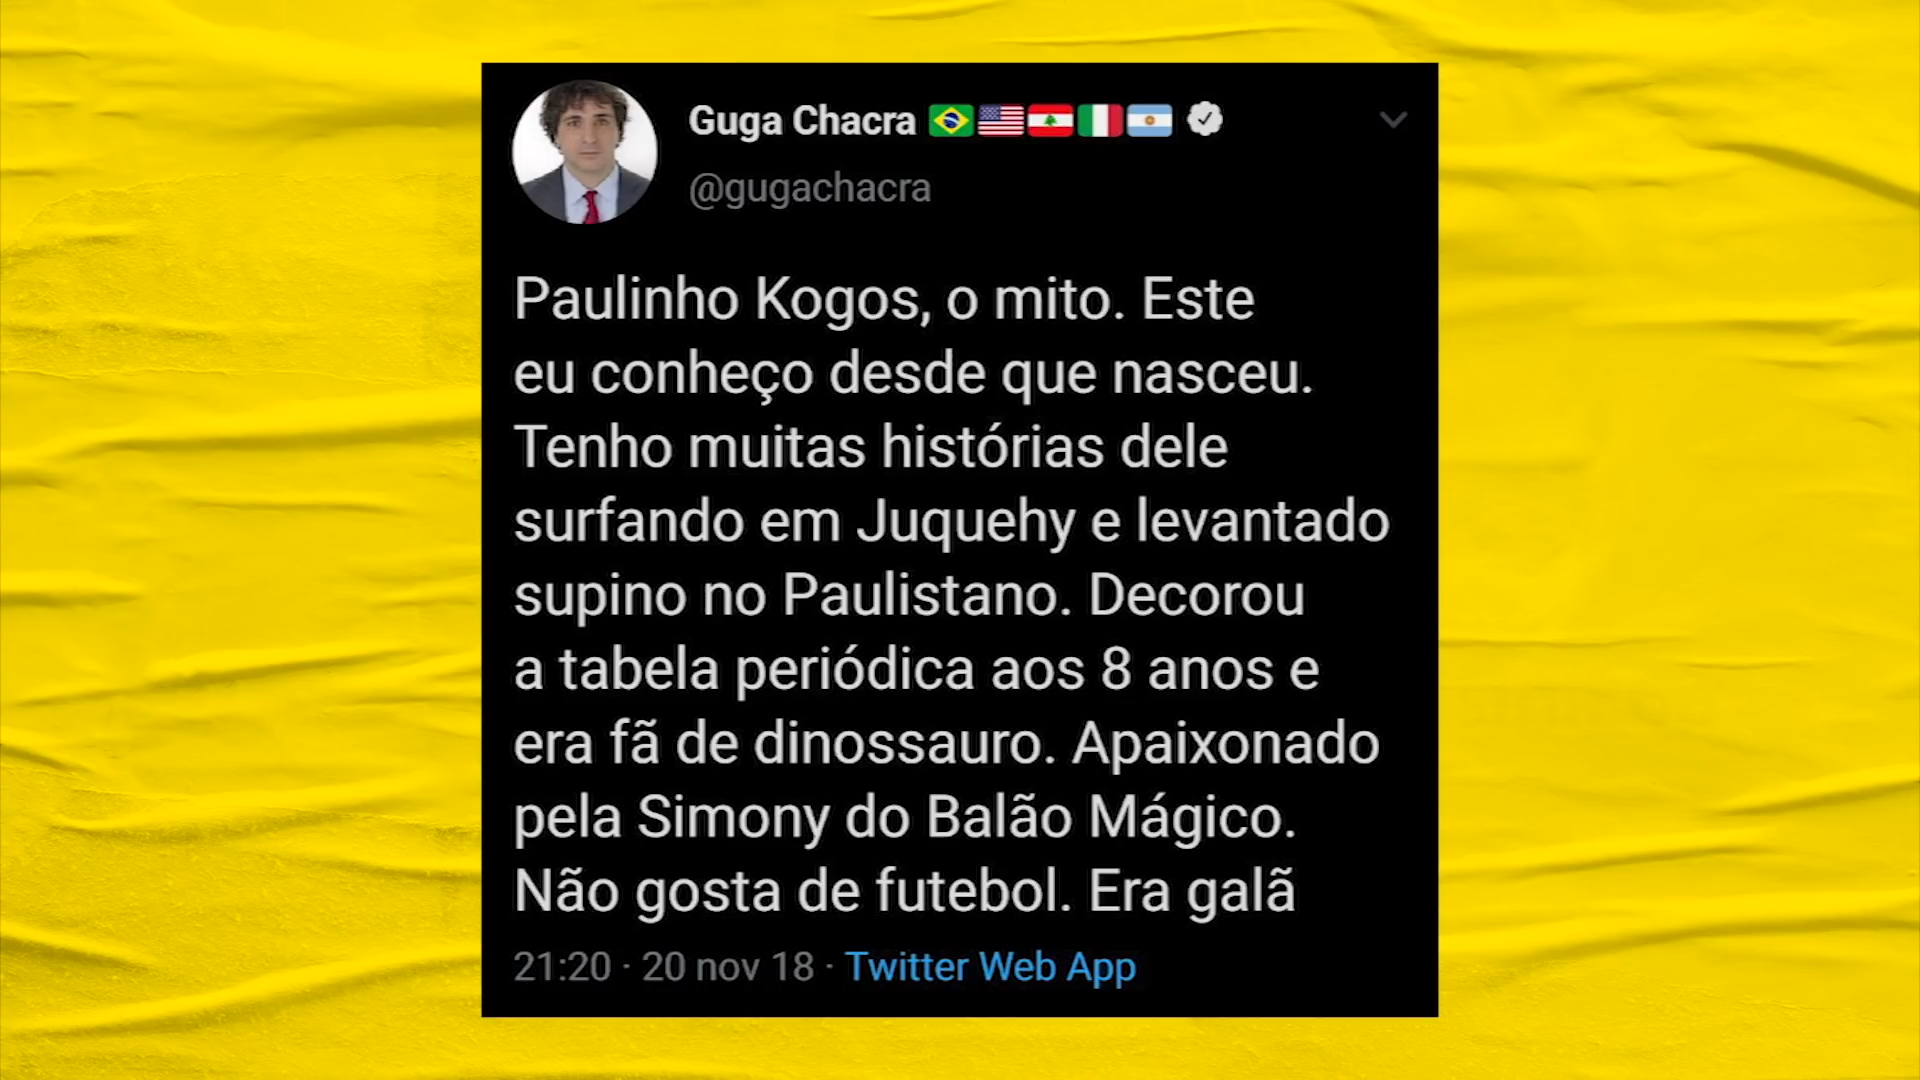 Guga Chacra
@gugachacra
Paulinho Kogos, o mito. Este
eu conheço desde que nasceu.
Tenho muitas histórias dele
surfando em Juquehy e levantado
supino no Paulistano. Decorou
a tabela periódica aos 8 anos e
era fã de dinossauro. Apaixonado
pela Simony do Balão Mágico.
Não gosta de futebol. Era galã
21:20 · 20 nov 18 · Twitter Web App